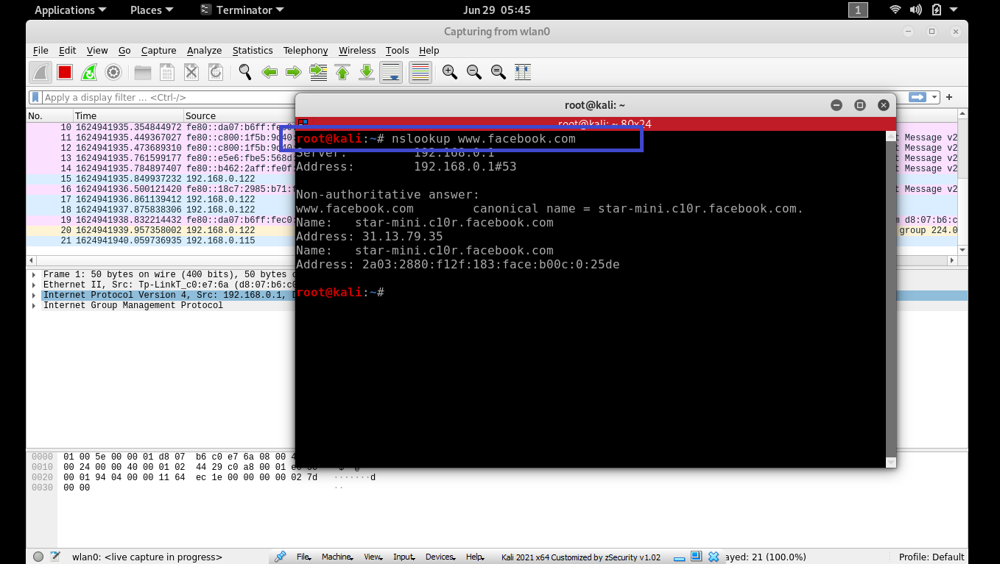 Applications Places Terminator Jun 29 05:45 1
Capturing from wlan0
File Edit View Go Capture Analyze Statistics Telephony Wireless Tools Help
Apply a display filter ... <Ctrl-/>
No. Time Source
10 1624941935.354844972 fe80::da07:b6ff:
11 1624941935.449367027 fe80::c800:1f5b: t Message v2
12 1624941935.473689310 fe80::c800:1f5b: t Message v2
13 1624941935.761599177 fe80::e5e6:fbe5:568d: t Message v2
14 1624941935.784897407 fe80::b462:2aff:fe0f: t Message v2
15 1624941935.849937232 192.168.0.122
16 1624941936.500121420 fe80::18c7:2985:b71: t Message v2
17 1624941936.861139412 192.168.0.122
18 1624941937.875838306 192.168.0.122
19 1624941938.832214432 fe80::da07:b6ff:fec0: m d8:07:b6:c
20 1624941939.957358002 192.168.0.122 group 224.0
21 1624941940.059736935 192.168.0.115
Frame 1: 50 bytes on wire (400 bits), 50 bytes
Ethernet II, Src: Tp-LinkT_c0:e7:6a (d8:07:b6:c0
Internet Protocol Version 4, Src: 192.168.0.1,
Internet Group Management Protocol
root@kali: ~
root@kali: ~ 80x24
root@kali:~# nslookup www.facebook.com
Server: 192.168.0.1
Address: 192.168.0.1#53
Non-authoritative answer:
www.facebook.com canonical name = star-mini.c10r.facebook.com.
Name: star-mini.c10r.facebook.com
Address: 31.13.79.35
Name: star-mini.c10r.facebook.com
Address: 2a03:2880:f12f:183:face:b00c:0:25de
root@kali:~#
0000 01 00 5e 00 00 01 d8 07 b6 c0 e7 6a 08 00 4
0010 00 24 00 00 40 00 01 02 44 29 c0 a8 00 01
0020 00 01 94 04 00 00 11 64 ec 1e 00 00 00 00 02 7d ·······d
0030 00 00 ··
wlan0: <live capture in progress> File Machine View Input Devices Help Kali 2021 x64 Customized by zSecurity v1.02 ayed: 21 (100.0%) Profile: Default